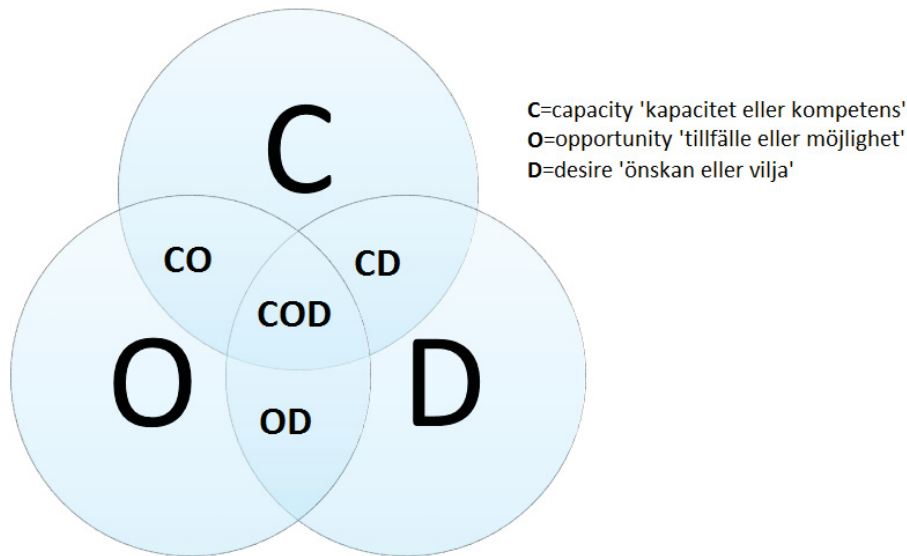 C
C=capacity 'kapacitet eller kompetens'
O=opportunity 'tillfälle eller möjlighet'
D=desire 'önskan eller vilja'
CO
CD
COD
O
D
OD